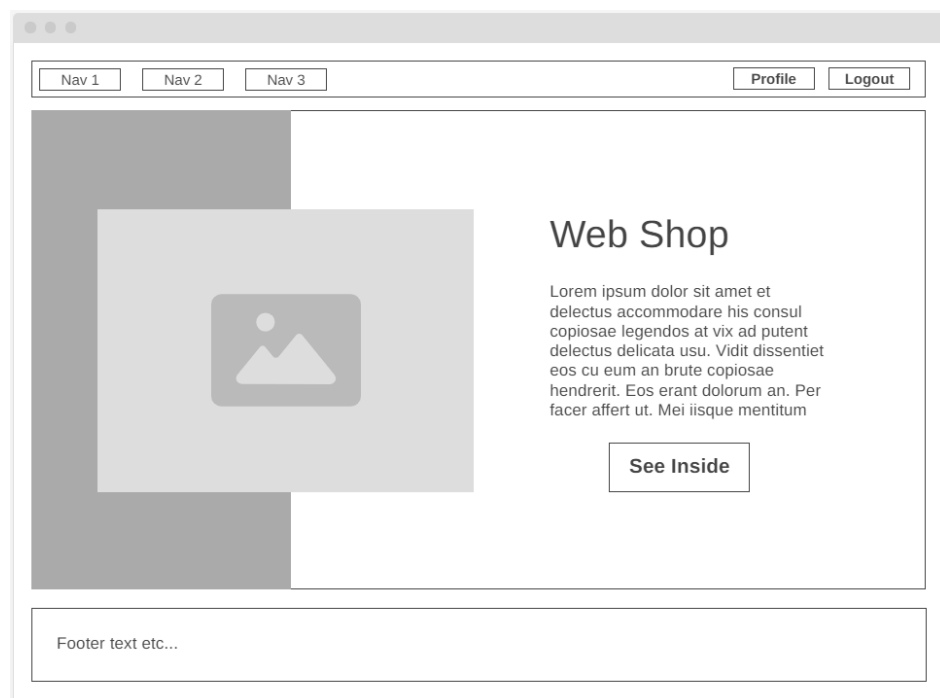 Nav 1 Nav 2 Nav 3 Profile Logout
Web Shop
Lorem ipsum dolor sit amet et
delectus accommodare his consul
copiosae legendos at vix ad putent
delectus delicata usu. Vidit dissentiet
eos cu eum an brute copiosae
hendrerit. Eos erant dolorum an. Per
facer affert ut. Mei iisque mentitum
See Inside
Footer text etc...